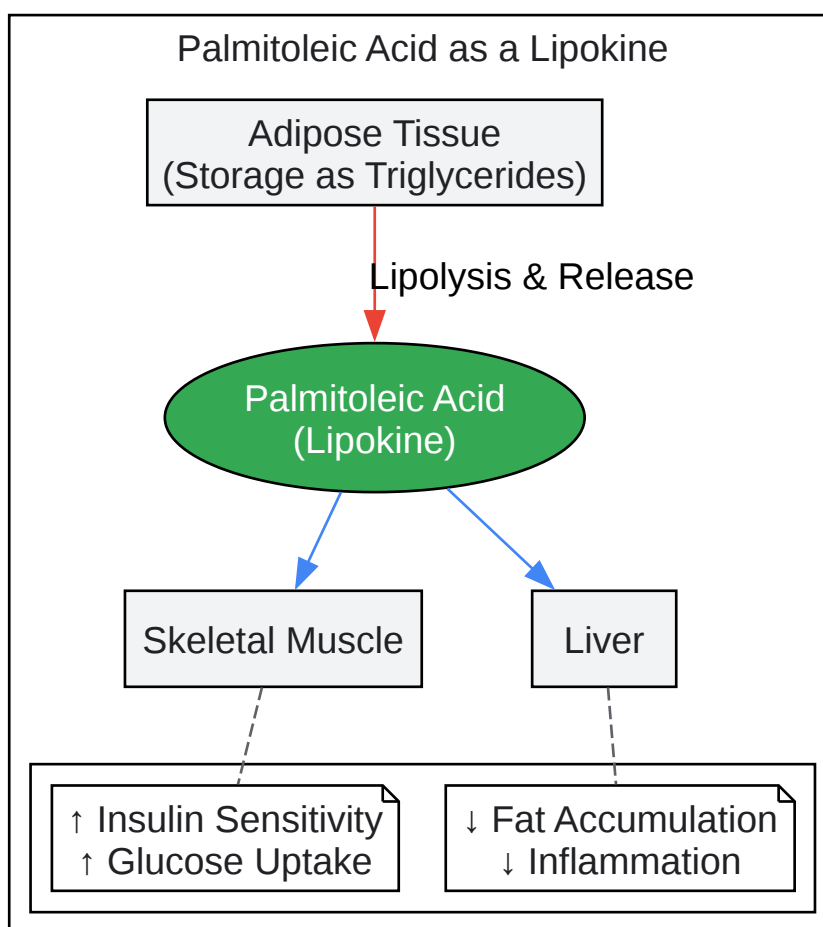 Palmitoleic Acid as a Lipokine
Adipose Tissue
(Storage as Triglycerides)
Lipolysis & Release
Palmitoleic Acid
(Lipokine)
Skeletal Muscle
Liver
↑ Insulin Sensitivity
↑ Glucose Uptake
↓ Fat Accumulation
↓ Inflammation